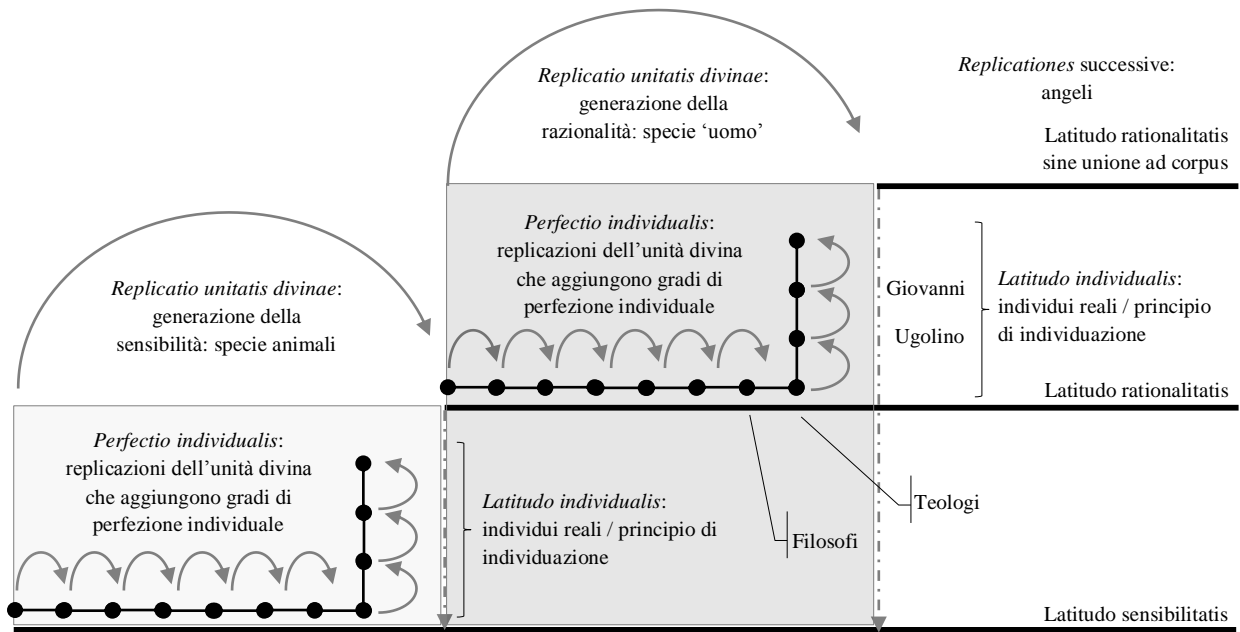 Replicatio unitatis divinae:
generazione della
razionalità: specie ‘uomo’
Replicationes successive:
angeli
Latitudo rationalitatis
sine unione ad corpus
Perfectio individualis:
replicazioni dell’unità divina
che aggiungono gradi di
perfezione individuale
Giovanni
Ugolino
Latitudo individualis:
individui reali / principio
di individuazione
Latitudo rationalitatis
Replicatio unitatis divinae:
generazione della
sensibilità: specie animali
Perfectio individualis:
replicazioni dell’unità divina
che aggiungono gradi di
perfezione individuale
Latitudo individualis:
individui reali / principio di
individuazione
Filosofi
Teologi
Latitudo sensibilitatis